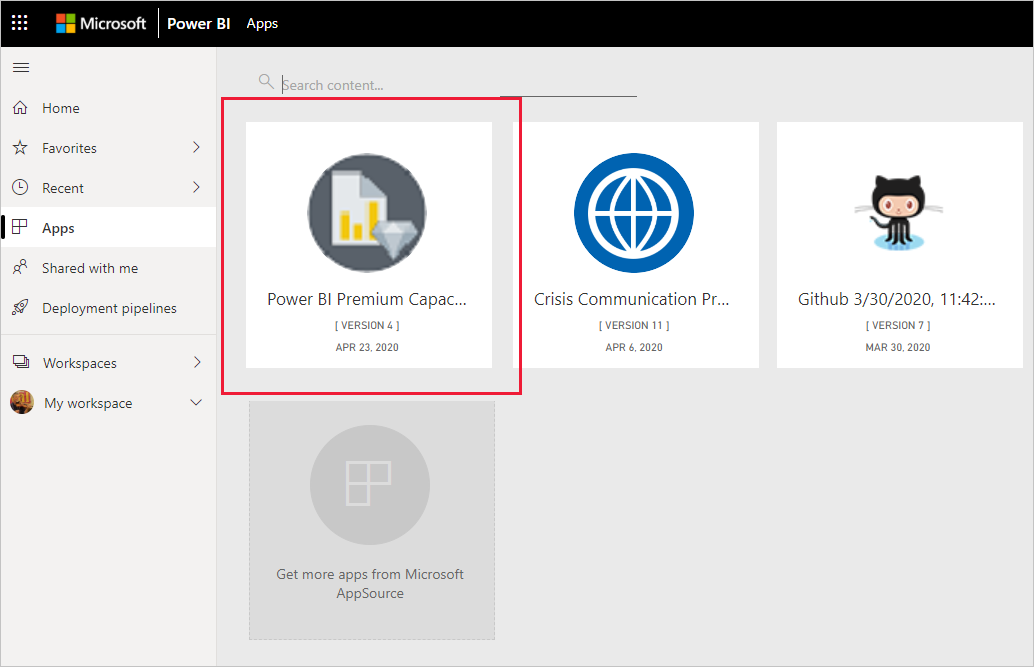 Microsoft Power BI Apps
Search content...
Home
Favorites
Recent
Apps
Shared with me
Deployment pipelines
Workspaces
My workspace
Power BI Premium Capac...
[ VERSION 4 ]
APR 23, 2020
Crisis Communication Pr...
[ VERSION 11 ]
APR 6, 2020
Github 3/30/2020, 11:42:...
[ VERSION 7 ]
MAR 30, 2020
Get more apps from Microsoft
AppSource